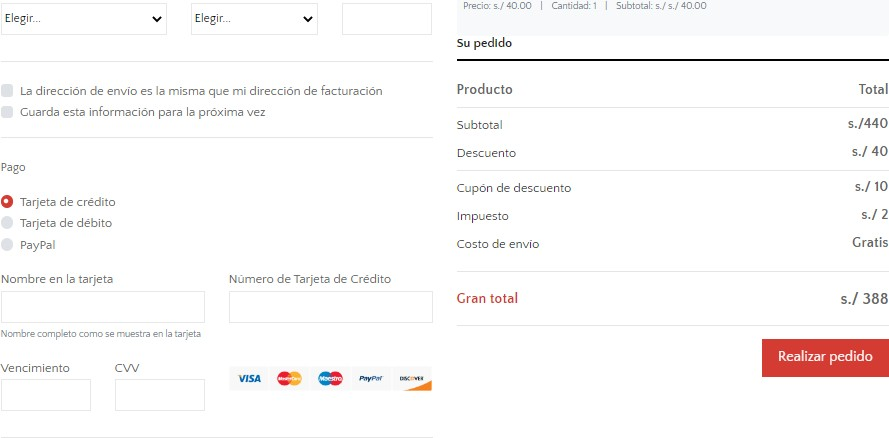 Elegir...
Elegir...
La dirección de envío es la misma que mi dirección de facturación
Guarda esta información para la próxima vez
Pago
Tarjeta de crédito
Tarjeta de débito
PayPal
Nombre en la tarjeta
Número de Tarjeta de Crédito
Nombre completo como se muestra en la tarjeta
Vencimiento
CVV
VISA
MasterCard
Maestro
PayPal
DISCOVER
Precio: s./ 40.00 | Cantidad: 1 | Subtotal: s./ s./ 40.00
Su pedido
Producto Total
Subtotal s./440
Descuento s./ 40
Cupón de descuento s./ 10
Impuesto s./ 2
Costo de envío Gratis
Gran total s./ 388
Realizar pedido